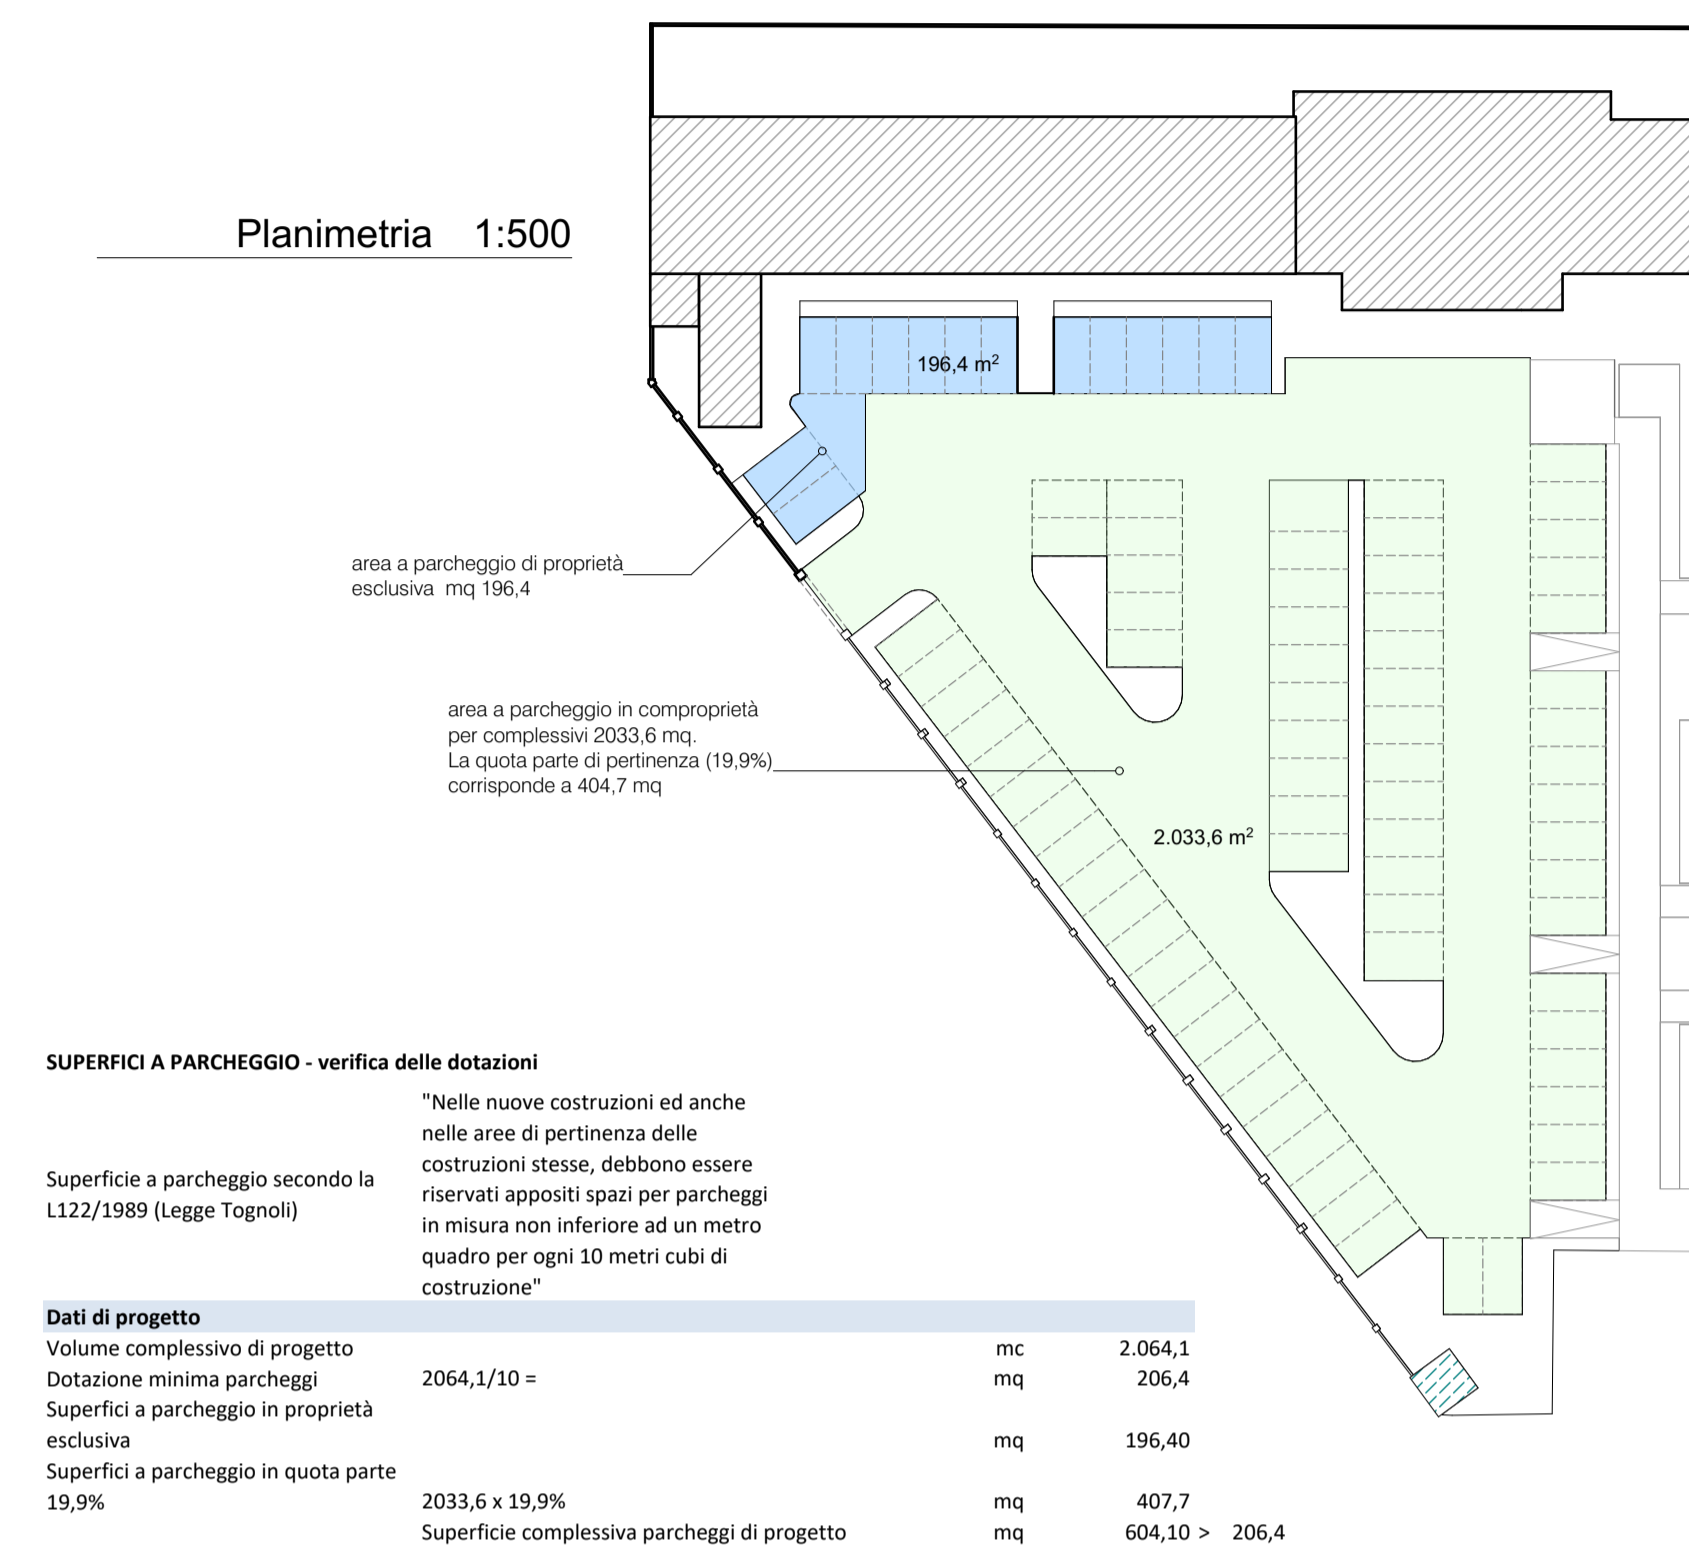 Planimetria 1:500
196,4 m²
area a parcheggio di proprietà
esclusiva mq 196,4
area a parcheggio in comproprietà
per complessivi 2033,6 mq.
La quota parte di pertinenza (19,9%)
corrisponde a 404,7 mq
2.033,6 m²
SUPERFICI A PARCHEGGIO - verifica delle dotazioni
Superficie a parcheggio secondo la
L122/1989 (Legge Tognoli)
"Nelle nuove costruzioni ed anche
nelle aree di pertinenza delle
costruzioni stesse, debbono essere
riservati appositi spazi per parcheggi
in misura non inferiore ad un metro
quadro per ogni 10 metri cubi di
costruzione"
Dati di progetto
Volume complessivo di progetto mc 2.064,1
Dotazione minima parcheggi 2064,1/10 = mq 206,4
Superfici a parcheggio in proprietà
esclusiva mq 196,40
Superfici a parcheggio in quota parte
19,9% 2033,6 x 19,9% mq 407,7
Superficie complessiva parcheggi di progetto mq 604,10 > 206,4